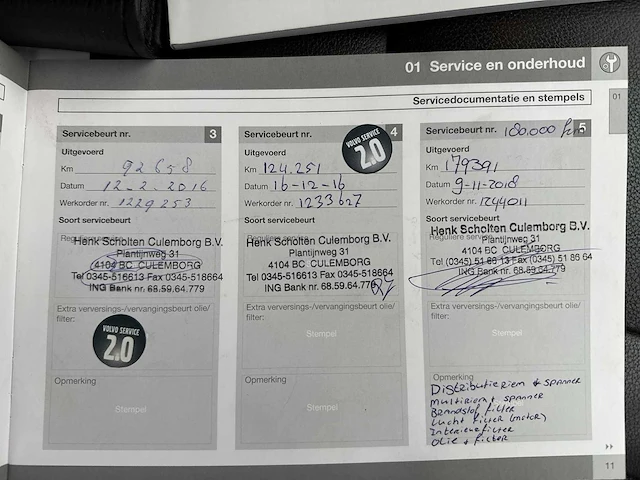 01 Service en onderhoud
01
Servicedocumentatie en stempels
Servicebeurt nr. 3
Uitgevoerd
Km 92658
Datum 12-2-2016
Werkorder nr. 1229253
Soort servicebeurt
Henk Scholten Culemborg B.V.
Plantijnweg 31
4104 BC CULEMBORG
Tel 0345-516613 Fax 0345-518664
ING Bank nr. 68.59.64.779
Extra verversings-/vervangingsbeurt olie/
filter:
VOLVO SERVICE
2.0
Opmerking
Stempel
Servicebeurt nr. 4
VOLVO SERVICE
2.0
Uitgevoerd
Km 124.251
Datum 16-12-16
Werkorder nr. 1233627
Soort servicebeurt
Henk Scholten Culemborg B.V.
Plantijnweg 31
4104 BC CULEMBORG
Tel 0345-516613 Fax 0345-518664
ING Bank nr. 68.59.64.779
Extra verversings-/vervangingsbeurt olie/
filter:
Stempel
Opmerking
Stempel
Servicebeurt nr. 180.000 km 5
Uitgevoerd
Km 179391
Datum 9-11-2018
Werkorder nr. 1244011
Soort servicebeurt
Henk Scholten Culemborg B.V.
Plantijnweg 31
4104 BC CULEMBORG
Tel (0345) 51 66 13 Fax (0345) 51 86 64
ING Bank nr. 68.59.64.779
Extra verversings-/vervangingsbeurt olie/
filter:
Stempel
Opmerking
Distributieriem + spanner
multiriem + spanner
Brandstof filter
Lucht filter (motor)
Interieurfilter
olie + filter
11